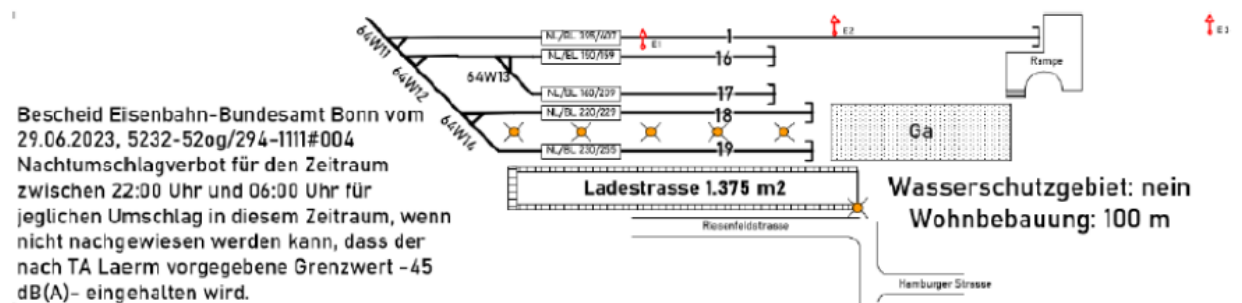 64W11
NL/BL 395/407
E1
1
E2
E3
NL/BL 150/159
16
64W12
64W13
Rampe
NL/BL 160/209
17
64W14
NL/BL 220/229
18
Ga
NL/BL 230/255
19
Bescheid Eisenbahn-Bundesamt Bonn vom
29.06.2023, 5232-52og/294-1111#004
Nachtumschlagverbot für den Zeitraum
zwischen 22:00 Uhr und 06:00 Uhr für
jeglichen Umschlag in diesem Zeitraum, wenn
nicht nachgewiesen werden kann, dass der
nach TA Laerm vorgegebene Grenzwert -45
dB(A)- eingehalten wird.
Ladestrasse 1.375 m2
Wasserschutzgebiet: nein
Wohnbebauung: 100 m
Riesenfeldstrasse
Hamburger Strasse